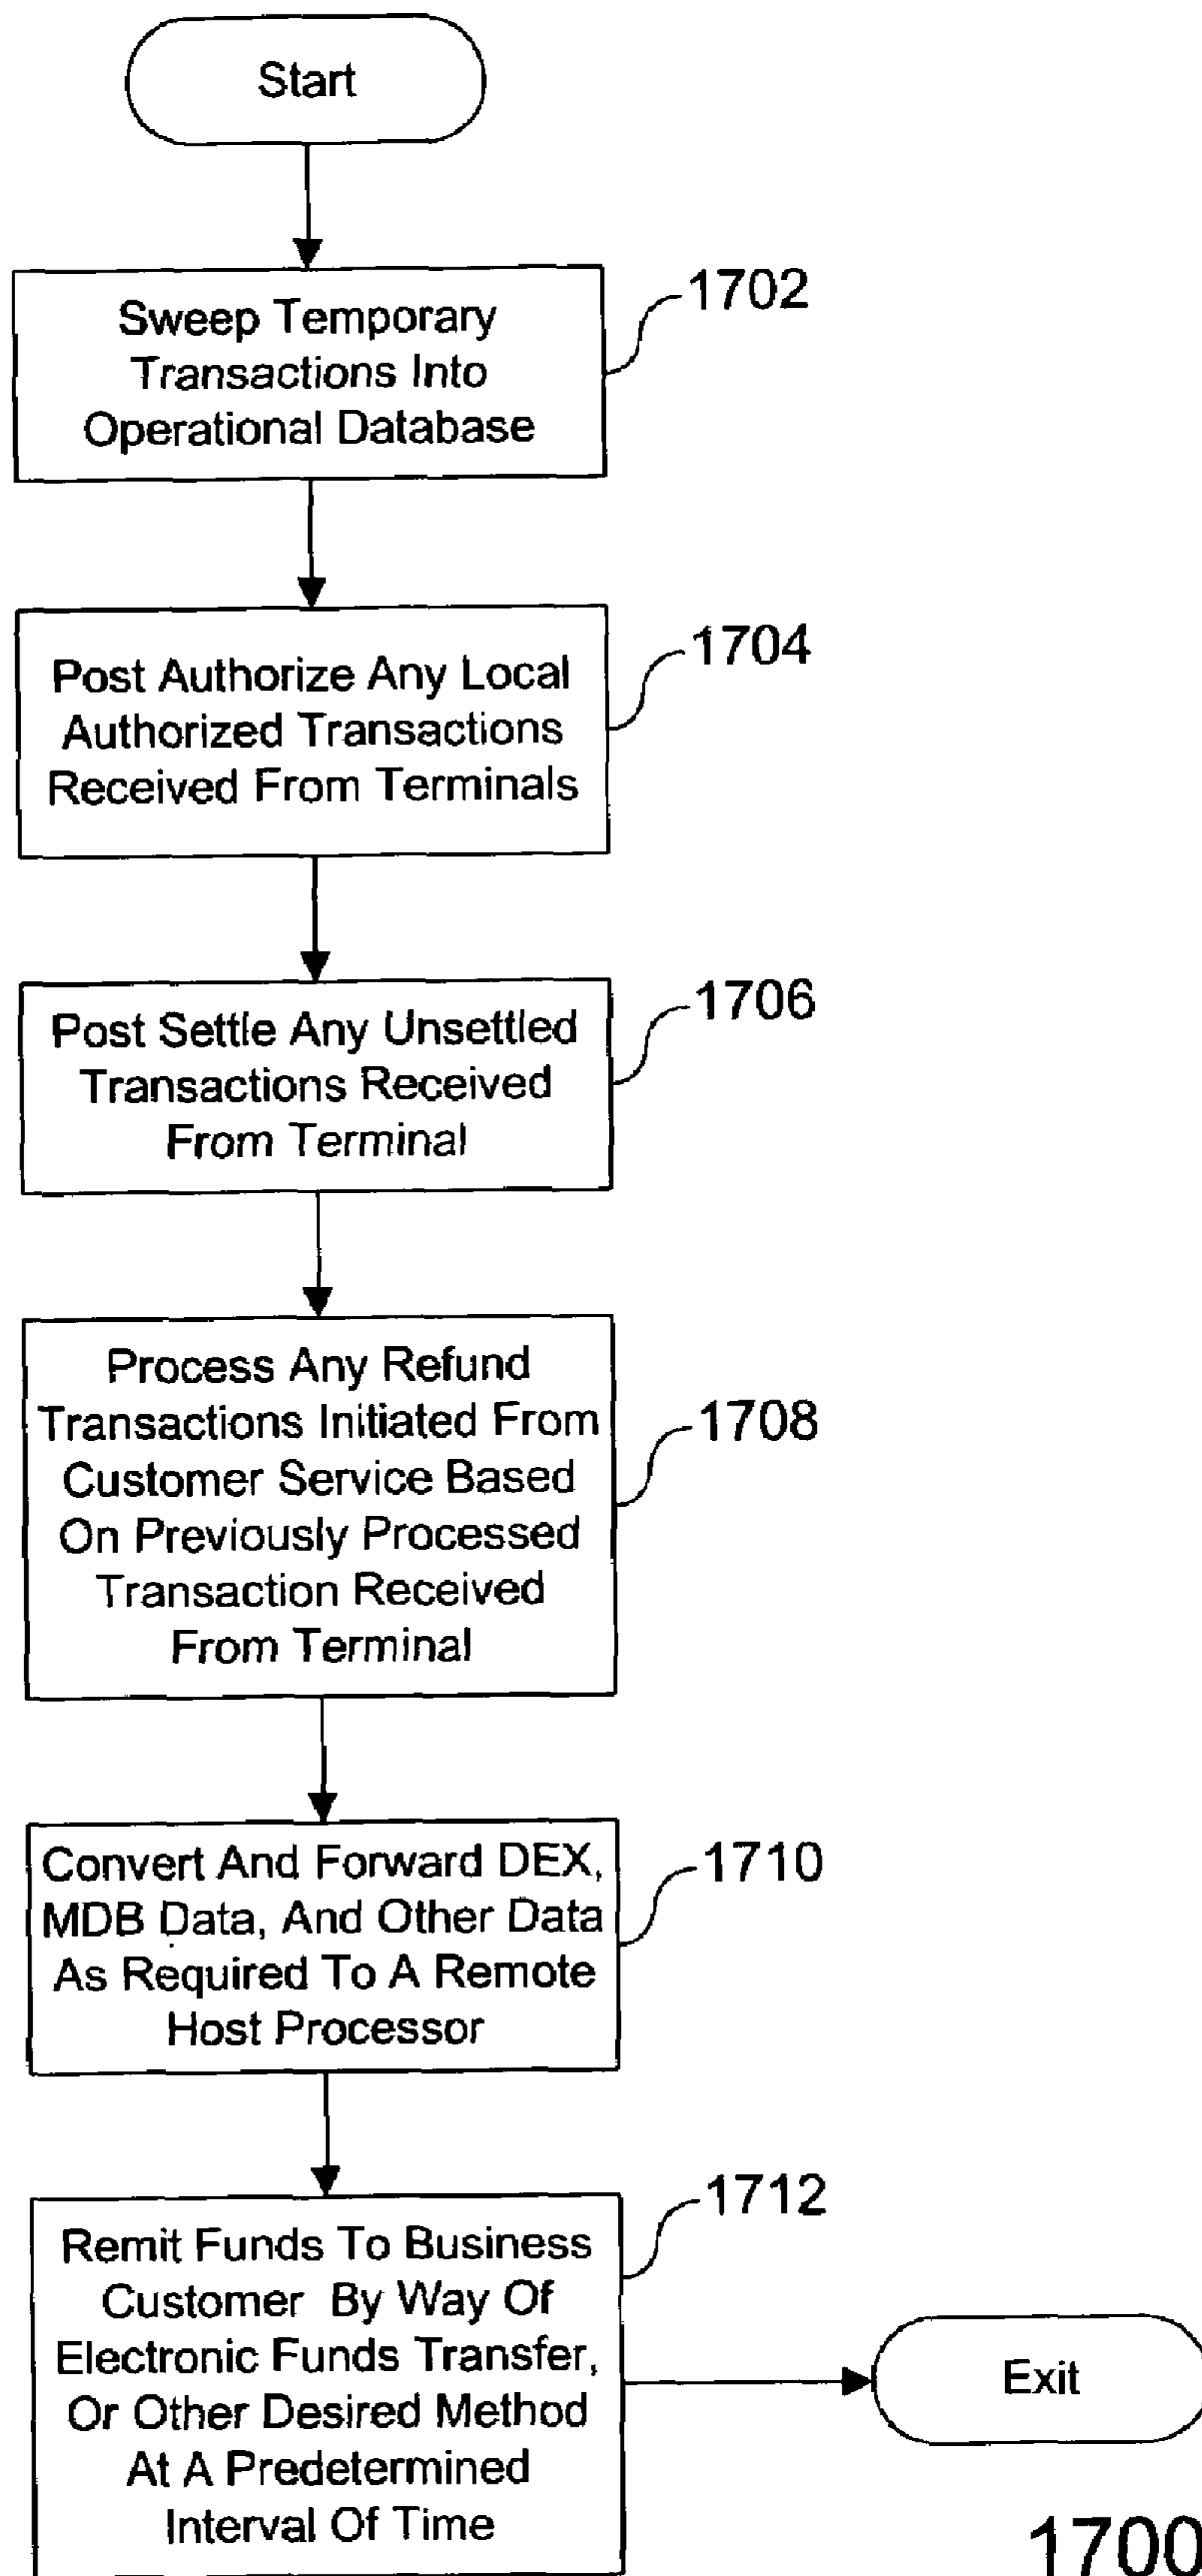 Start
Sweep Temporary
Transactions Into
Operational Database
1702
Post Authorize Any Local
Authorized Transactions
Received From Terminals
1704
Post Settle Any Unsettled
Transactions Received
From Terminal
1706
Process Any Refund
Transactions Initiated From
Customer Service Based
On Previously Processed
Transaction Received
From Terminal
1708
Convert And Forward DEX,
MDB Data, And Other Data
As Required To A Remote
Host Processor
1710
Remit Funds To Business
Customer By Way Of
Electronic Funds Transfer,
Or Other Desired Method
At A Predetermined
Interval Of Time
1712
Exit
1700